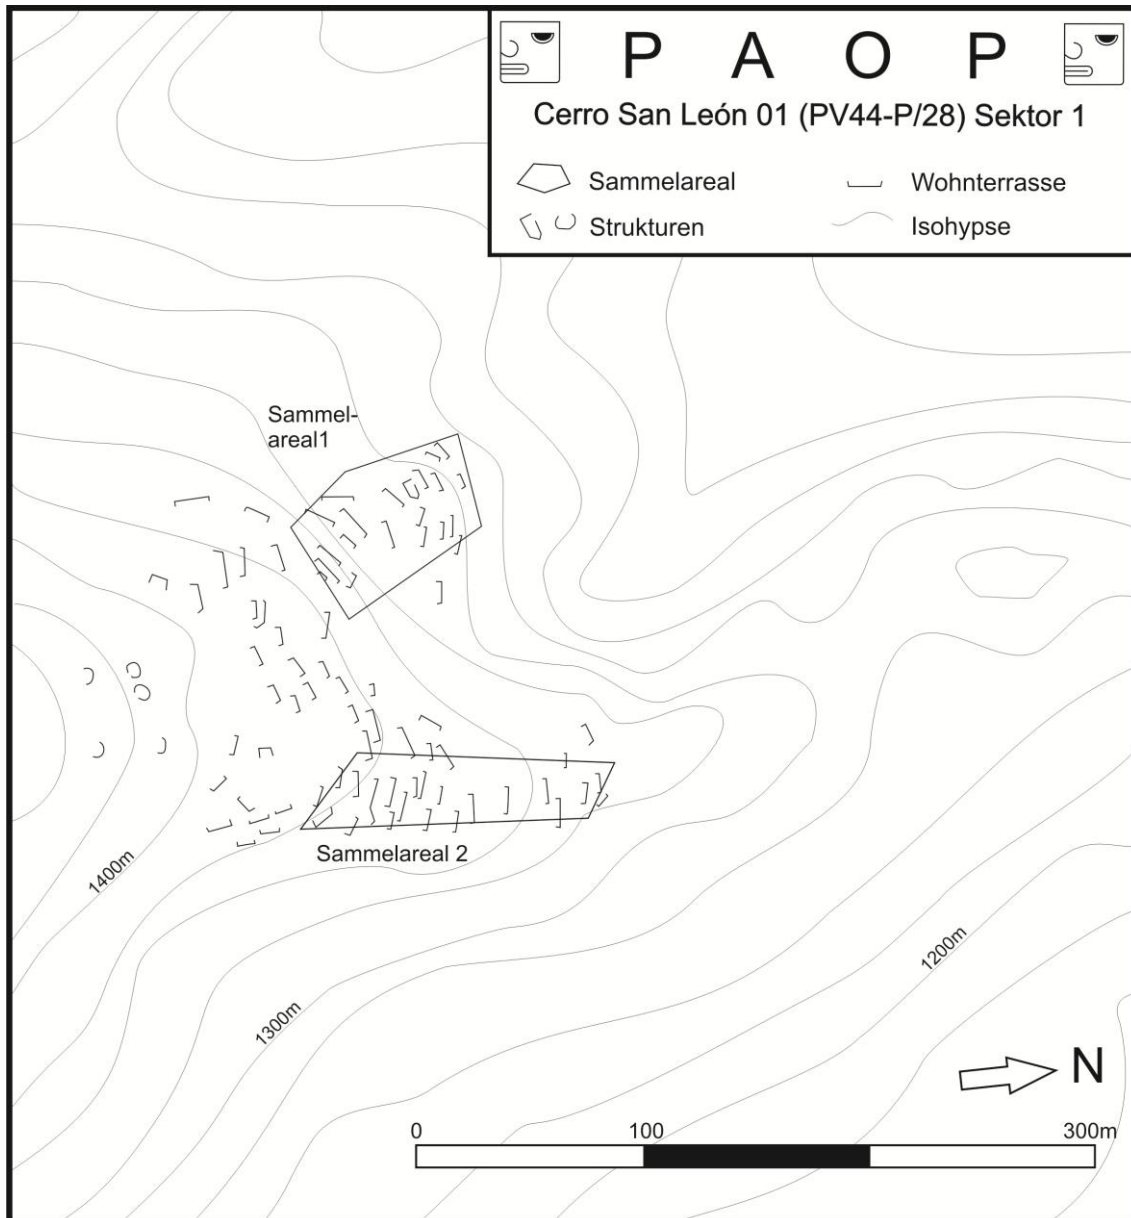 P A O P
Cerro San León 01 (PV44-P/28) Sektor 1
Sammelareal
Wohnterrasse
Strukturen
Isohypse
Sammel-
areal1
Sammelareal 2
1400m
1300m
1200m
N
0 100 300m